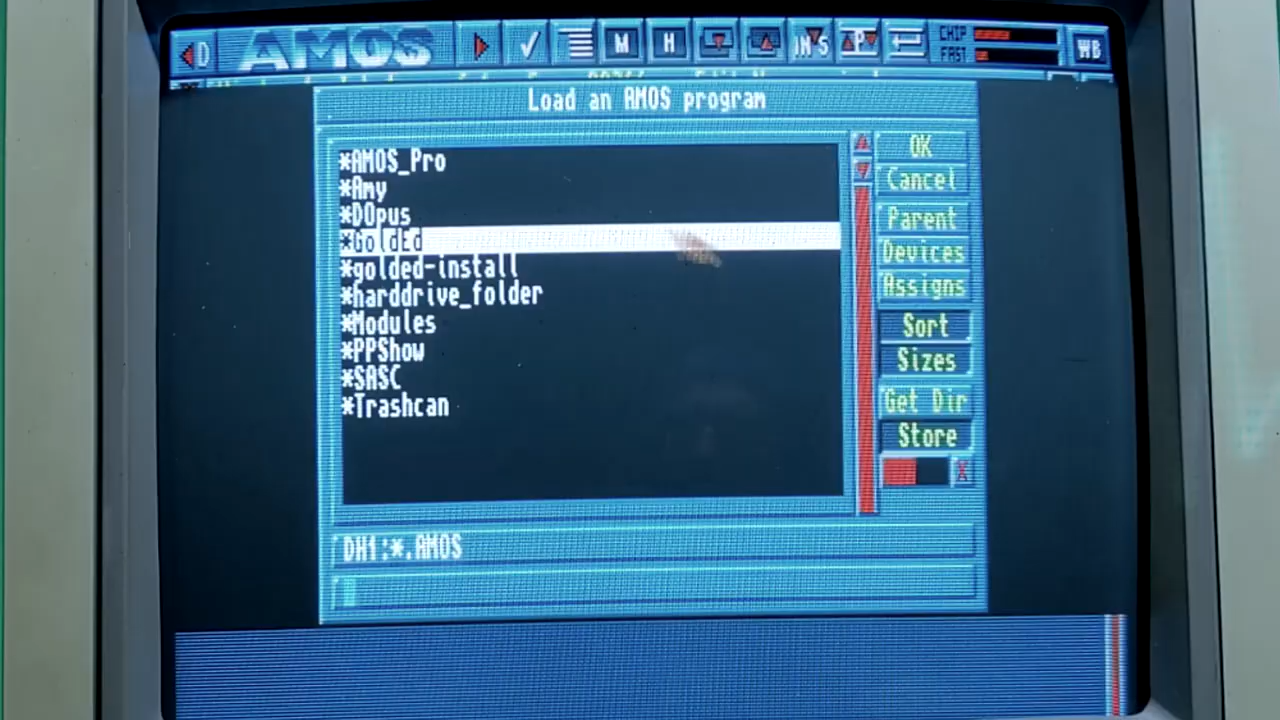 D AMOS M H INS P CHIP FAST WB
Load an AMOS program
*AMOS_Pro
*Amy
*DOpus
*GoldEd
*golded-install
*harddrive_folder
*Modules
*PPShow
*SASC
*Trashcan
OK
Cancel
Parent
Devices
Assigns
Sort
Sizes
Get Dir
Store
X
DH1:*.AMOS